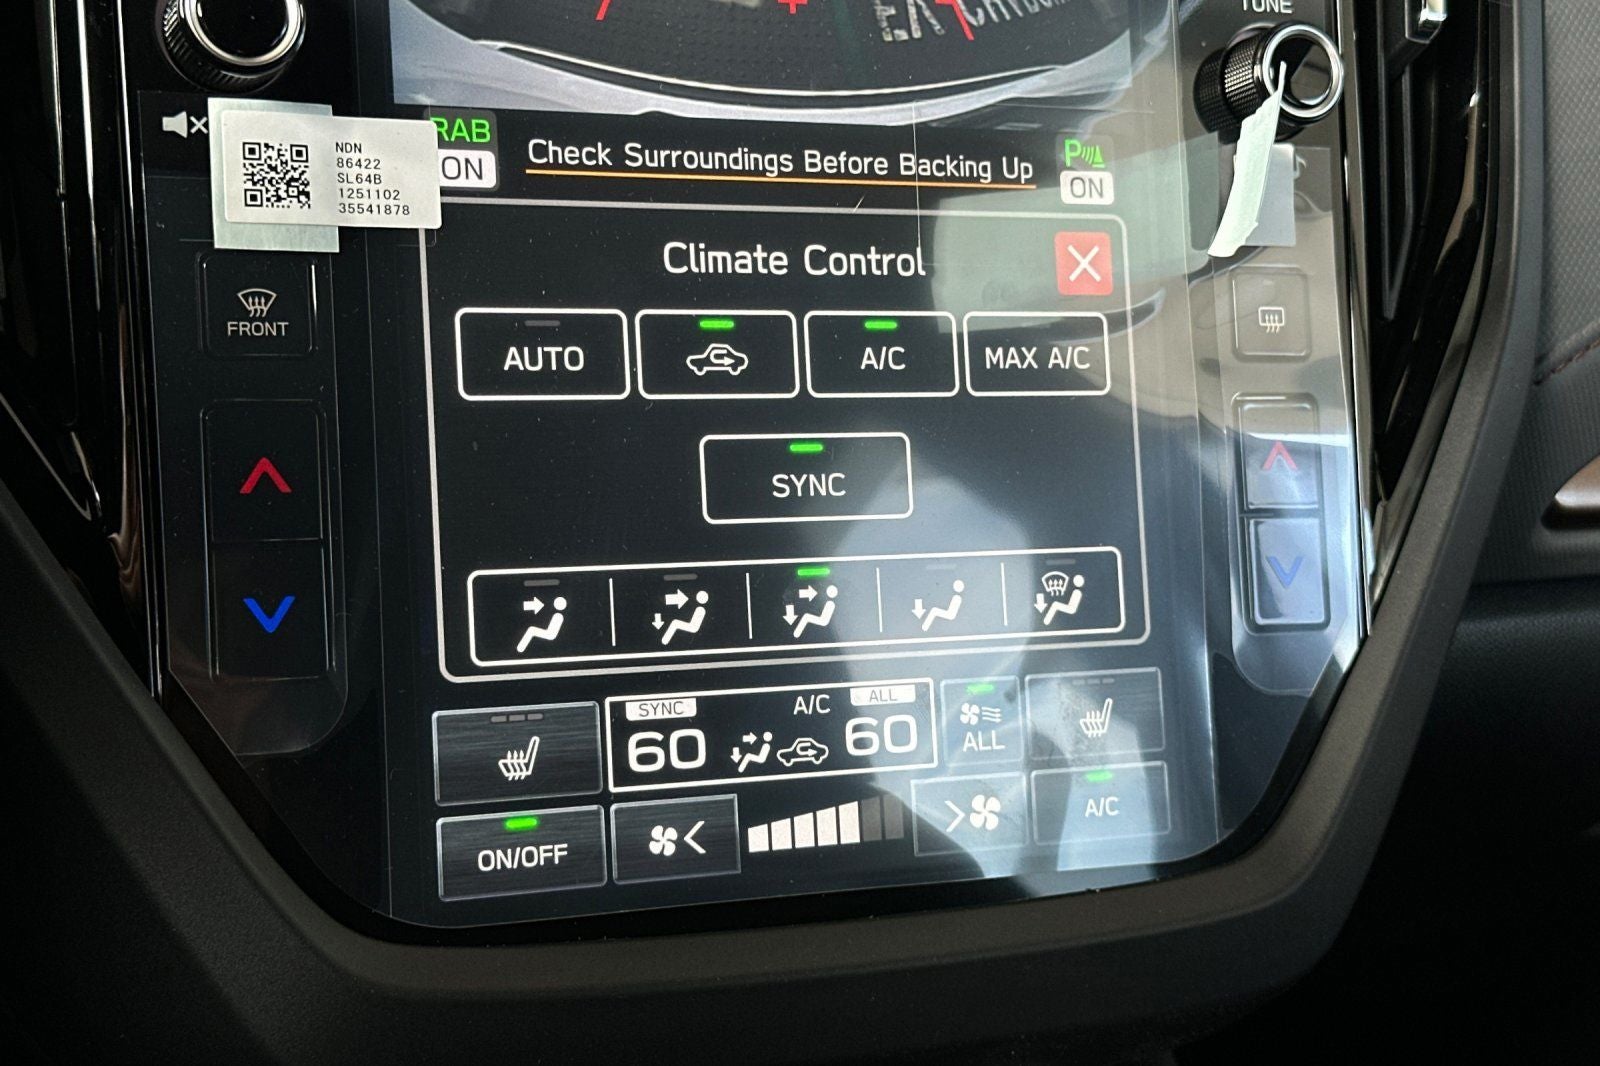 TUNE
RAB
ON
Check Surroundings Before Backing Up
P
ON
NDN
86422
SL64B
1251102
35541878
FRONT
Climate Control
AUTO
A/C
MAX A/C
SYNC
SYNC
A/C
ALL
60
60
ALL
ON/OFF
A/C